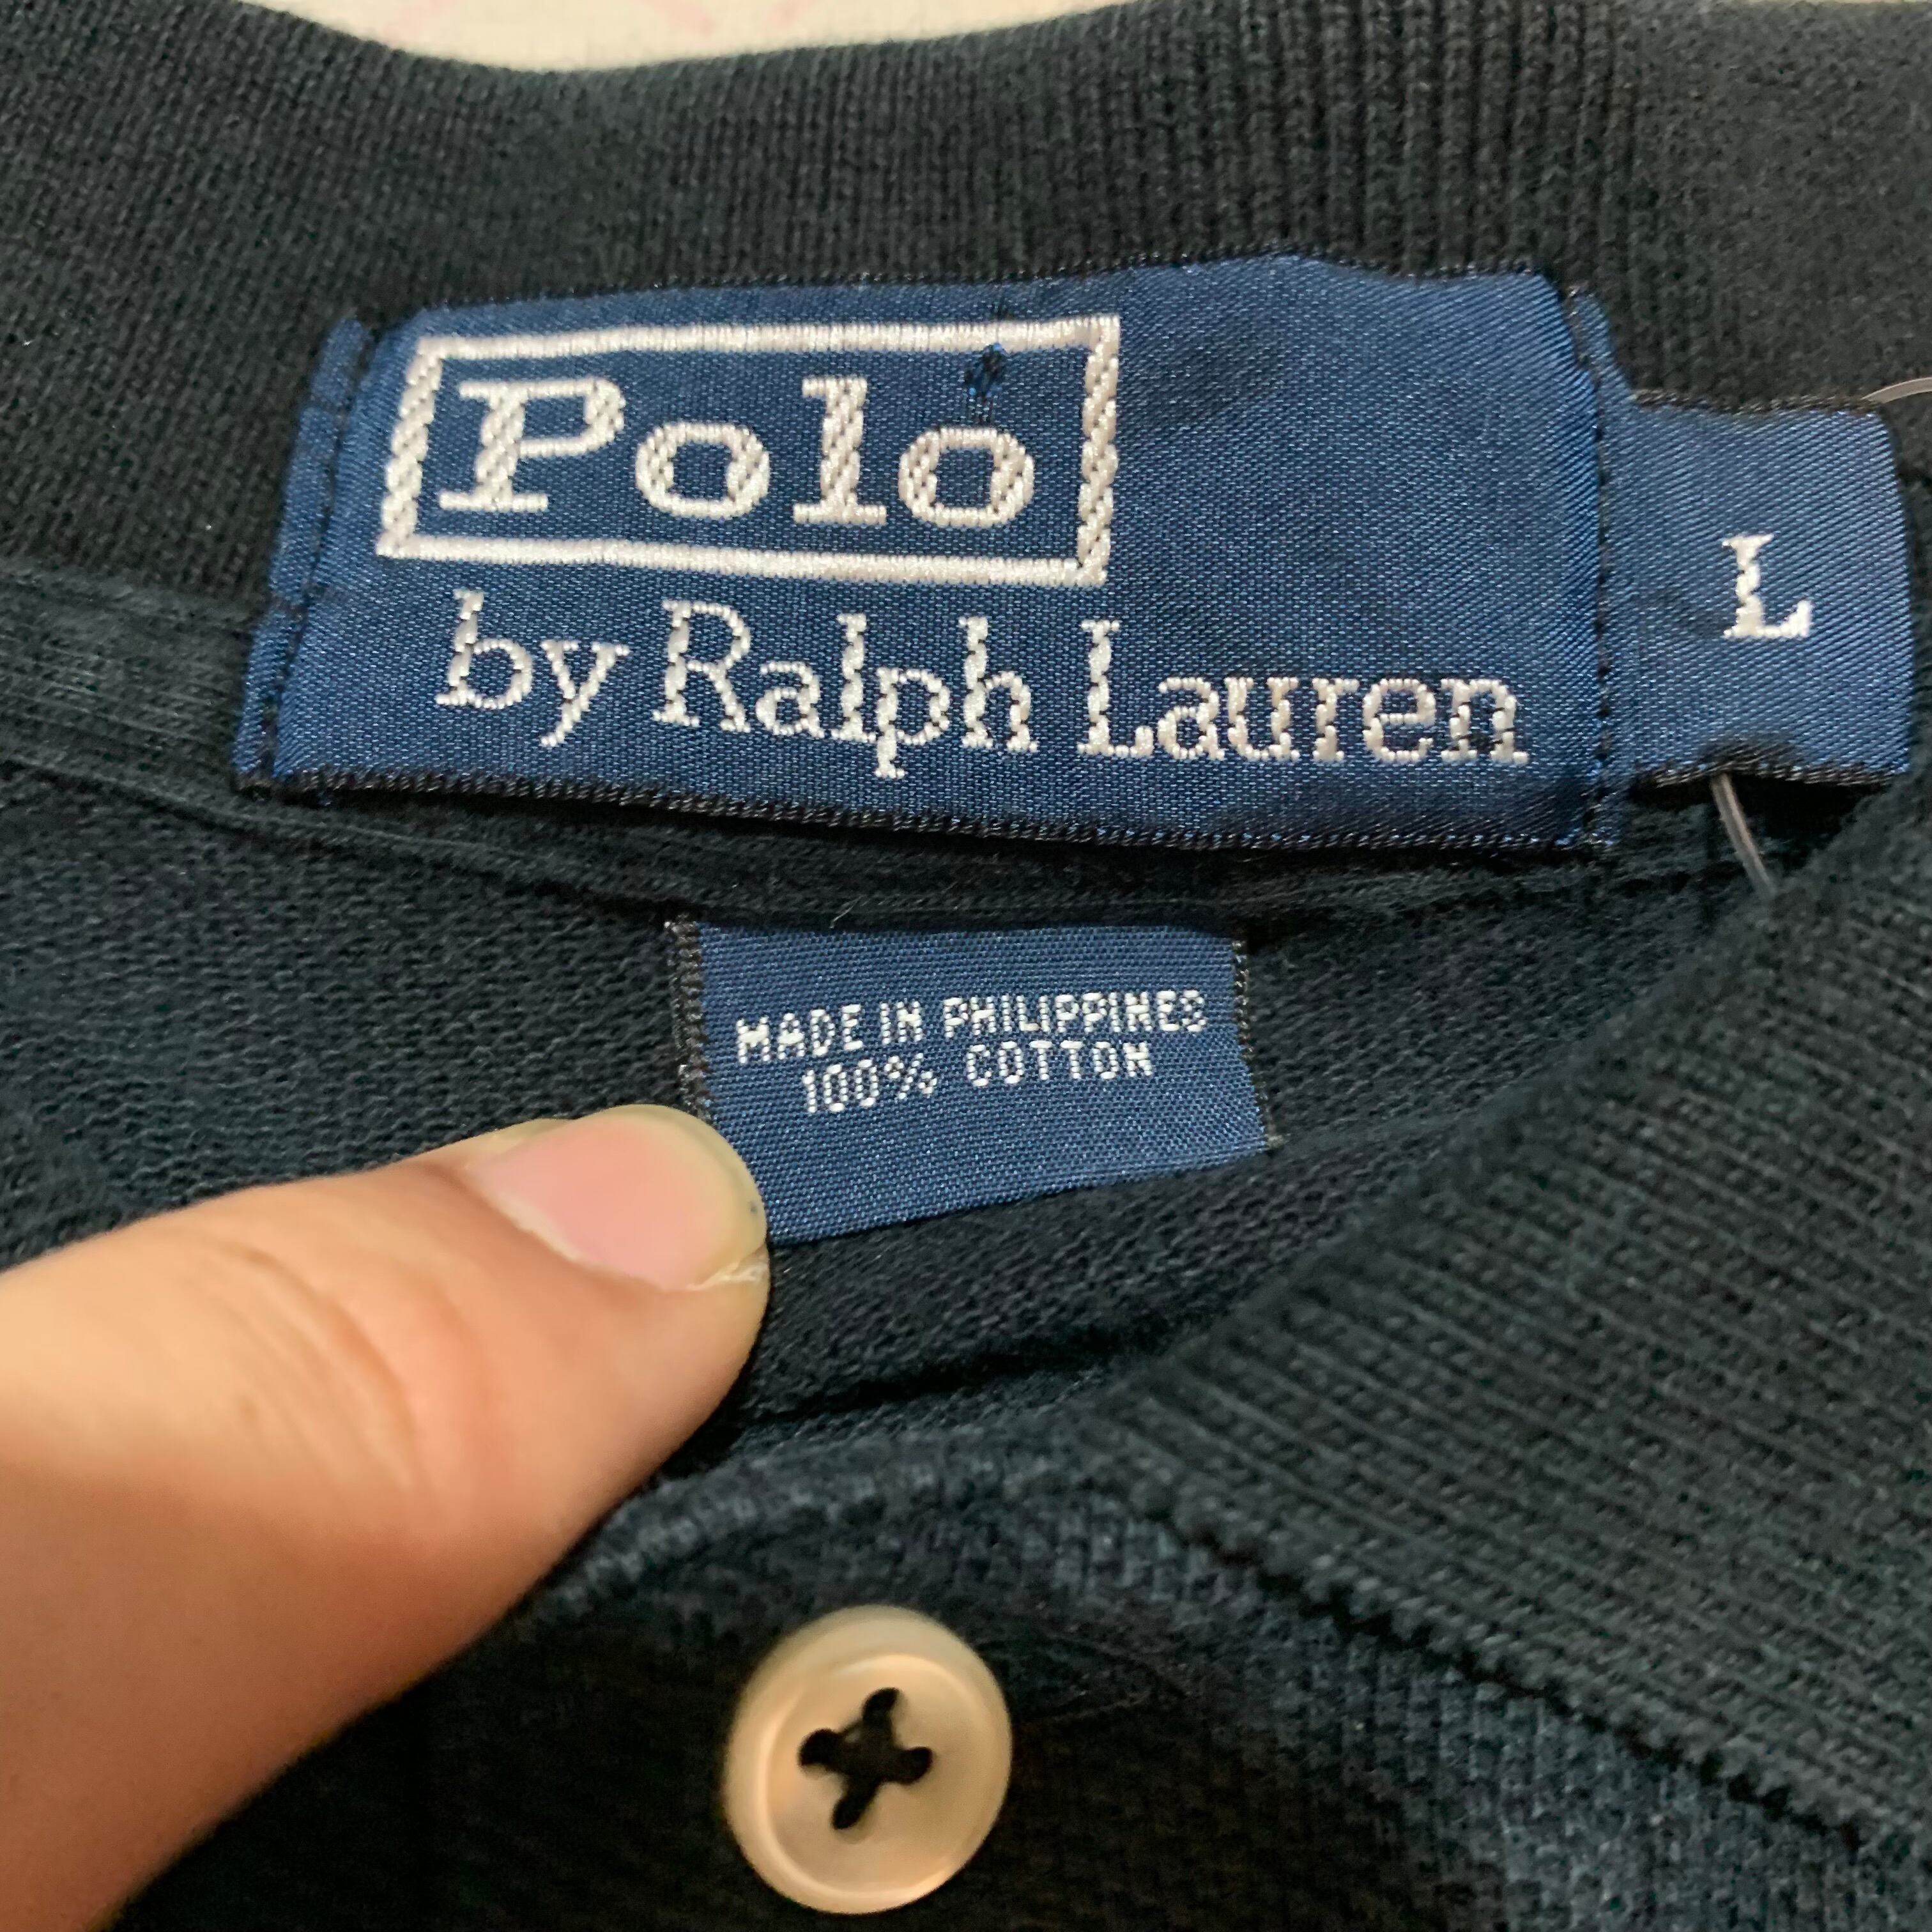 Polo
by Ralph Lauren
L
MADE IN PHILIPPINES
100% COTTON